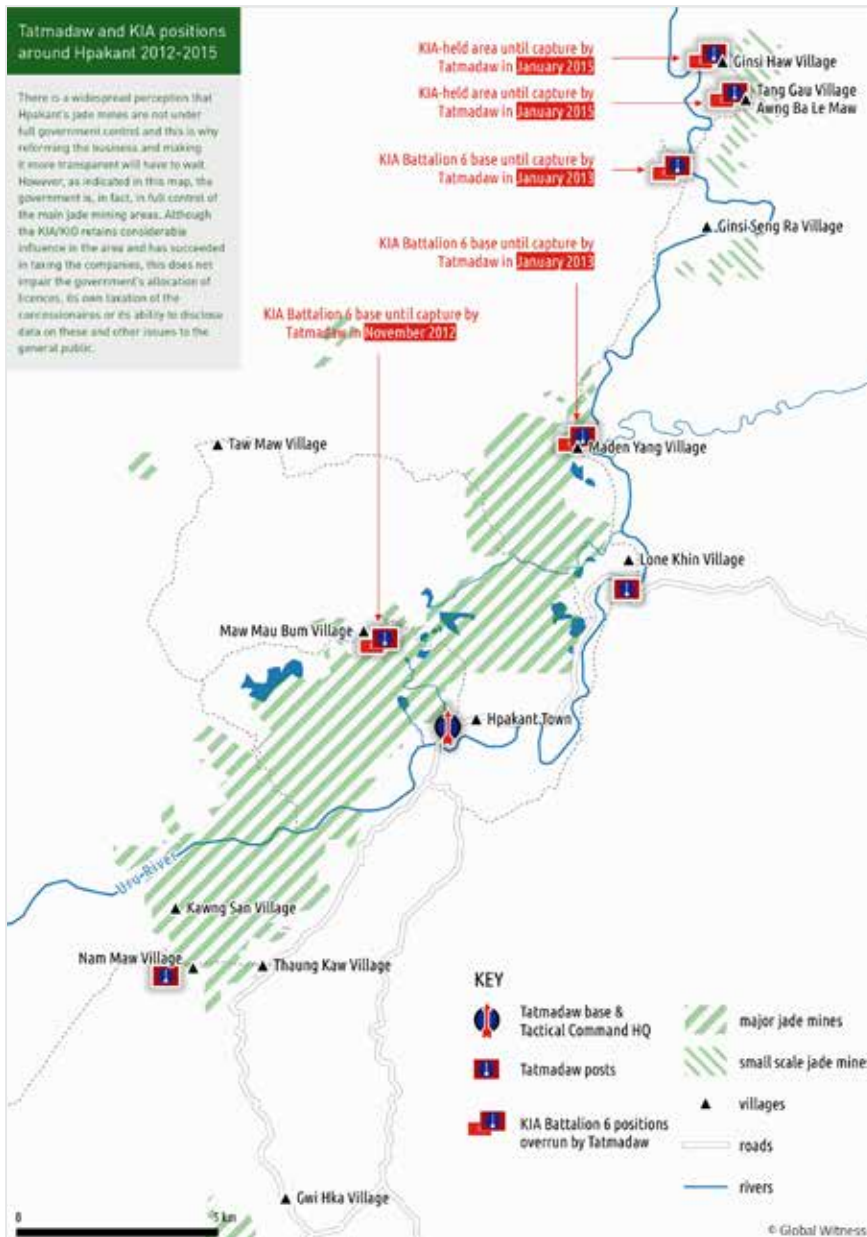 Tatmadaw and KIA positions
around Hpakant 2012-2015
There is a widespread perception that
Hpakant's jade mines are not under
full government control and this is why
reforming the business and making
it more transparent will have to wait.
However, as indicated in this map, the
government is, in fact, in full control of
the main jade mining areas. Although
the KIA/KIO retains considerable
influence in the area and has succeeded
in taxing the companies, this does not
impair the government's allocation of
licences, its own taxation of the
concessionaires or its ability to disclose
data on these and other issues to the
general public.
KIA-held area until capture by
Tatmadaw in January 2015
Ginsi Haw Village
KIA-held area until capture by
Tatmadaw in January 2015
Tang Gau Village
Awng Ba Le Maw
KIA Battalion 6 base until capture by
Tatmadaw in January 2013
Ginsi-Seng Ra Village
KIA Battalion 6 base until capture by
Tatmadaw in January 2013
KIA Battalion 6 base until capture by
Tatmadaw in November 2012
Taw Maw Village
Maden Yang Village
Lone Khin Village
Maw Mau Bum Village
Hpakant Town
Uru River
Kawng San Village
Nam Maw Village
Thaung Kaw Village
Gwi Hka Village
KEY
Tatmadaw base &
Tactical Command HQ
Tatmadaw posts
KIA Battalion 6 positions
overrun by Tatmadaw
major jade mines
small scale jade mine
villages
roads
rivers
0 5 km
© Global Witness